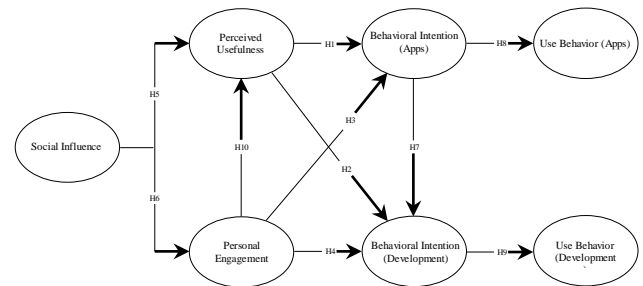 Perceived
Usefulness
H1
Behavioral Intention
(Apps)
H8
Use Behavior (Apps)
H5
H3
Social Influence
H10
H7
H2
H6
Personal
Engagement
H4
Behavioral Intention
(Development)
H9
Use Behavior
(Development
)